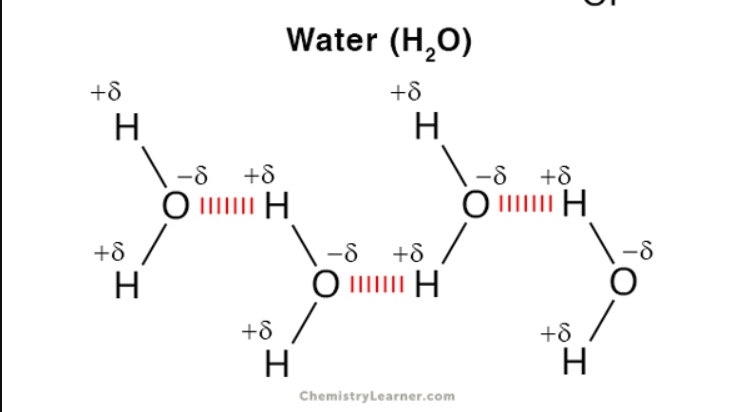 Water (H₂O)
+δ +δ
H H
−δ +δ −δ +δ
O H O H
+δ −δ +δ −δ
H O H O
+δ +δ
H H
ChemistryLearner.com